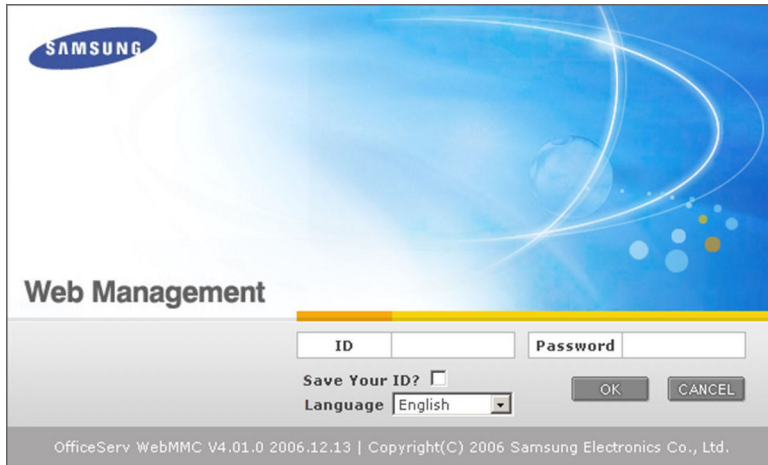 SAMSUNG
Web Management
ID
Password
Save Your ID?
OK
CANCEL
Language English
OfficeServ WebMMC V4.01.0 2006.12.13 | Copyright(C) 2006 Samsung Electronics Co., Ltd.